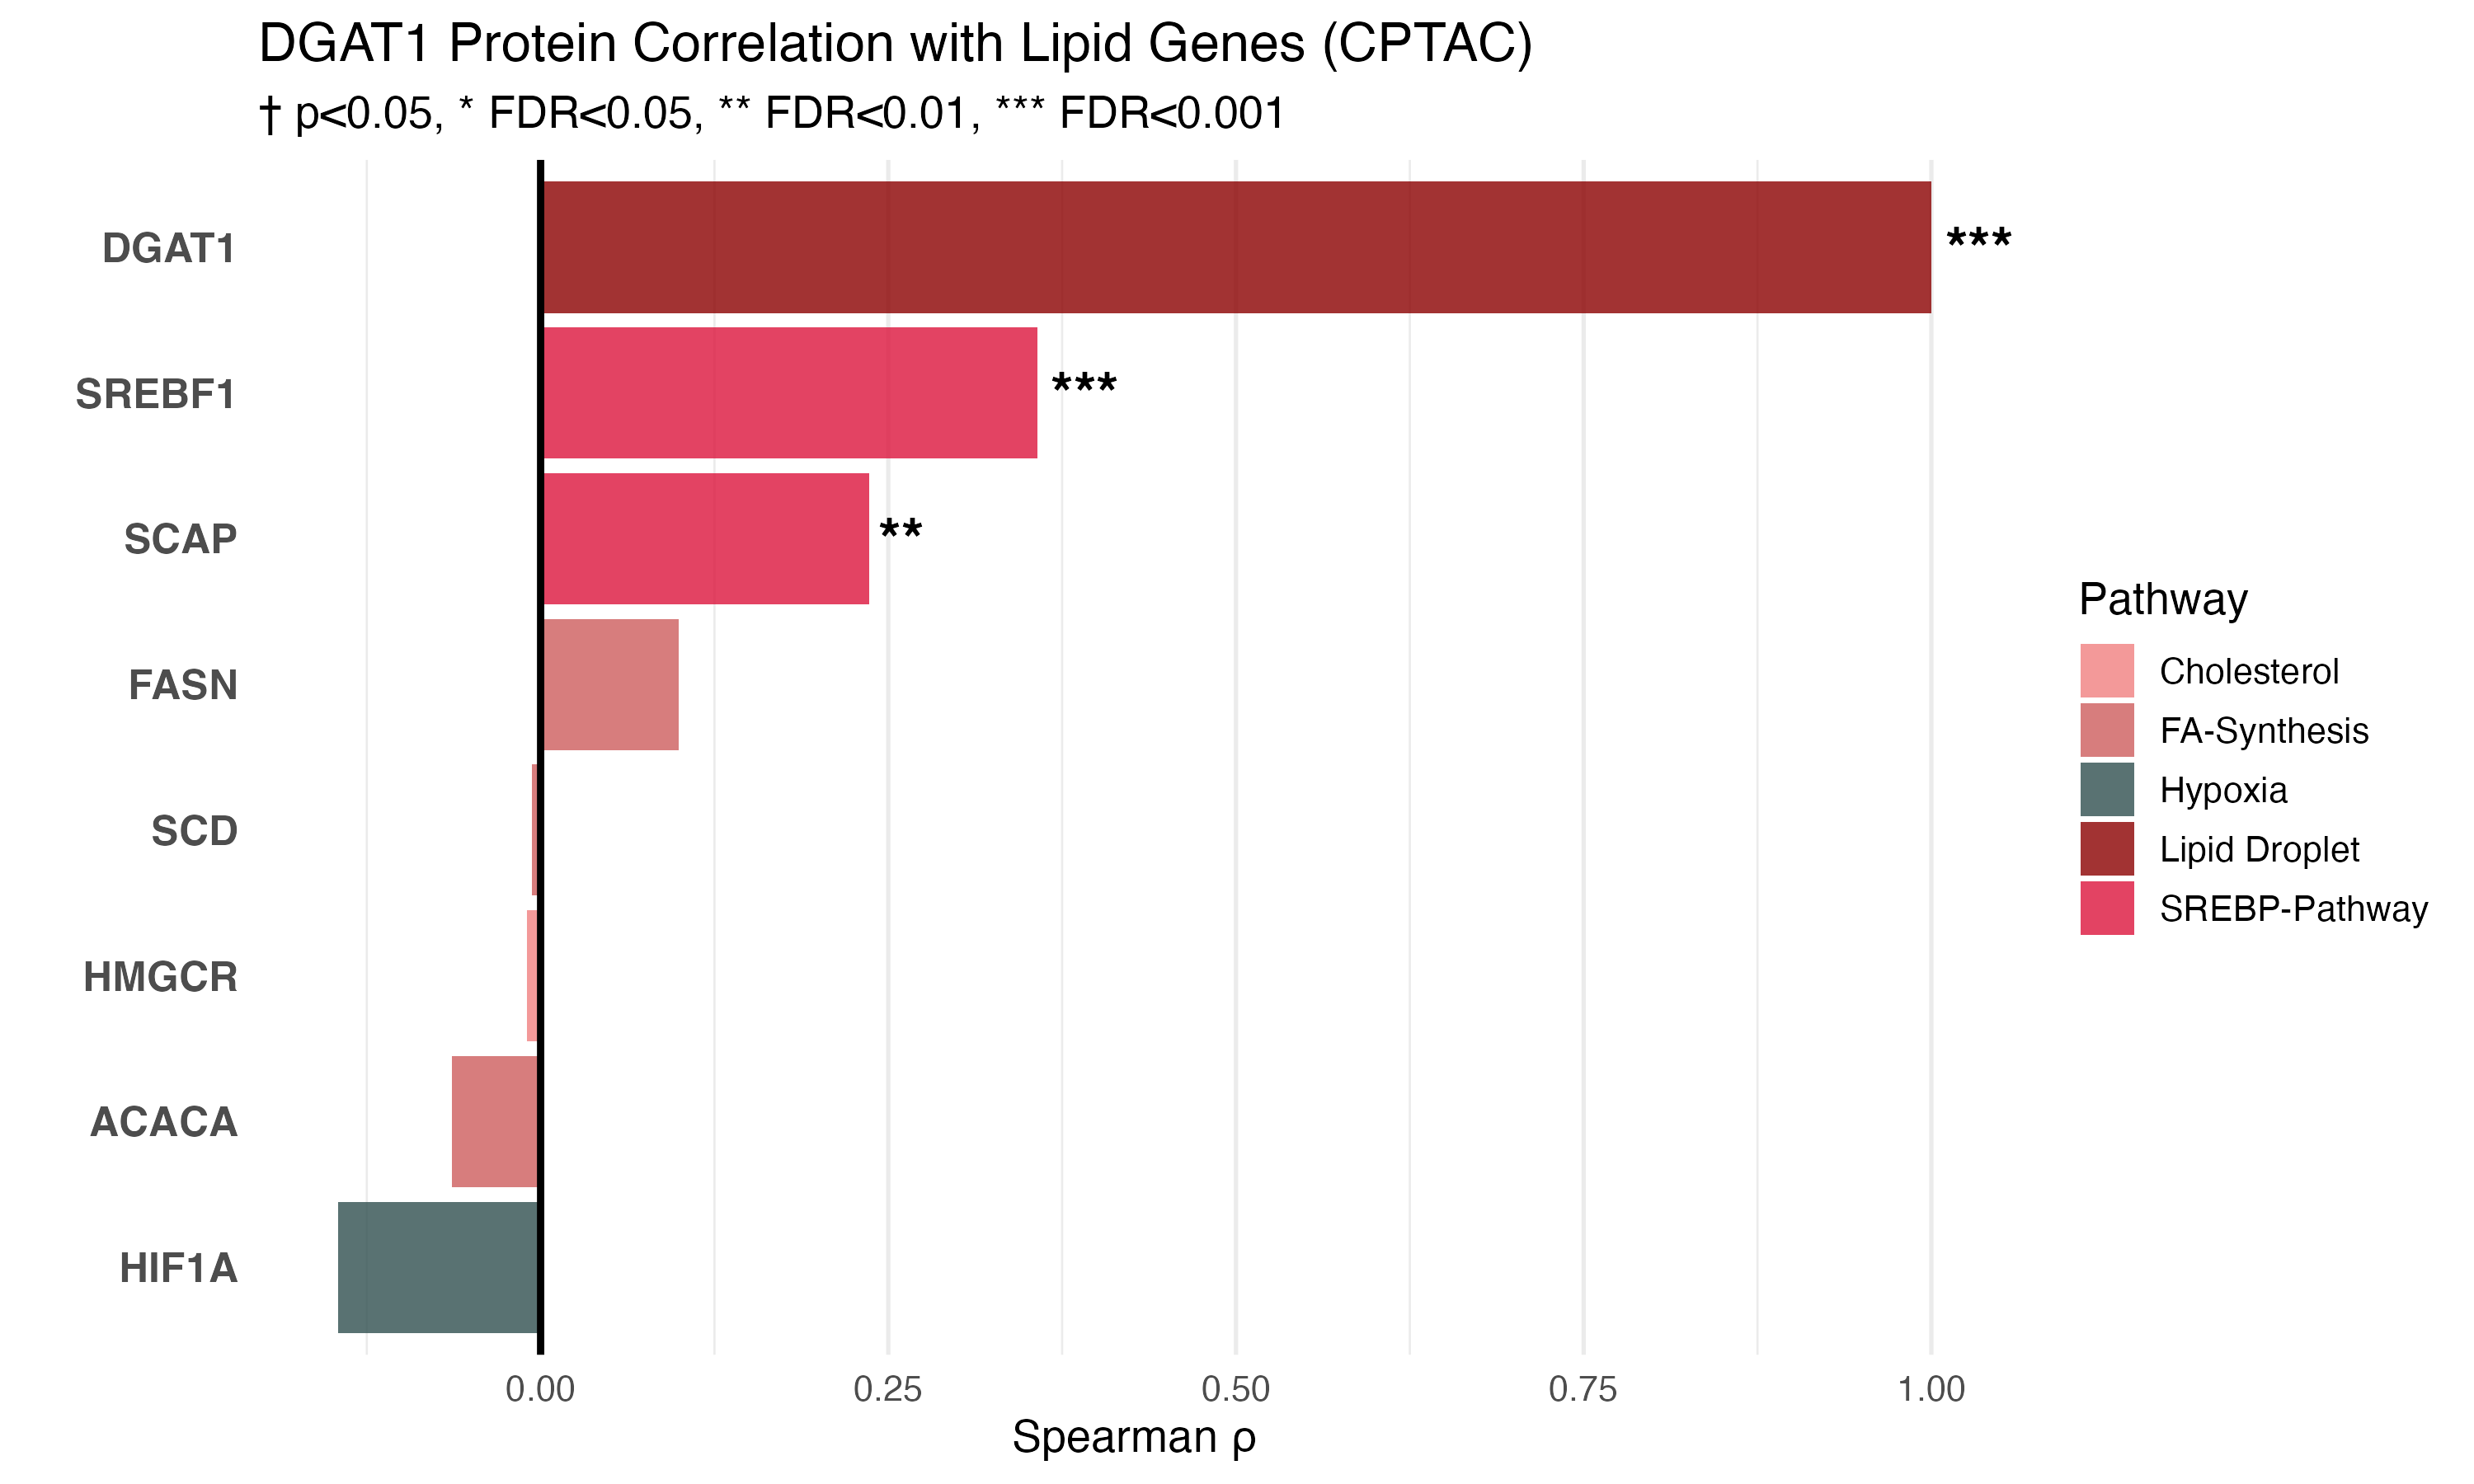 DGAT1 Protein Correlation with Lipid Genes (CPTAC)
† p<0.05, * FDR<0.05, ** FDR<0.01, *** FDR<0.001
DGAT1
***
SREBF1
***
SCAP
**
FASN
SCD
HMGCR
ACACA
HIF1A
0.00 0.25 0.50 0.75 1.00
Spearman ρ
Pathway
Cholesterol
FA-Synthesis
Hypoxia
Lipid Droplet
SREBP-Pathway